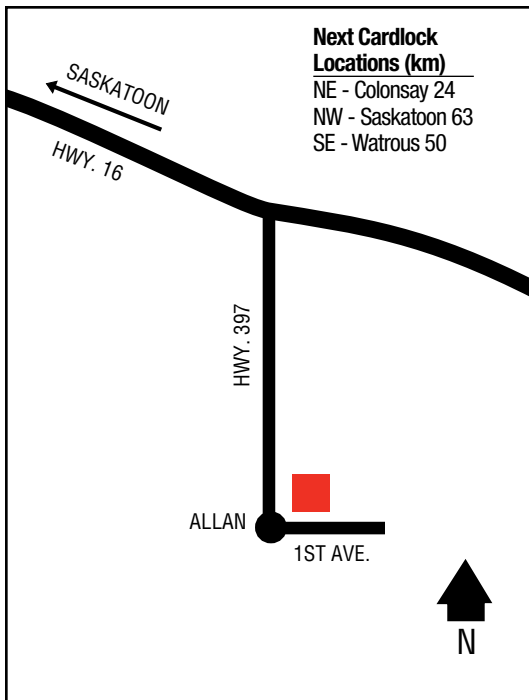 Next Cardlock
Locations (km)
NE - Colonsay 24
NW - Saskatoon 63
SE - Watrous 50
SASKATOON
HWY. 16
HWY. 397
ALLAN
1ST AVE.
N